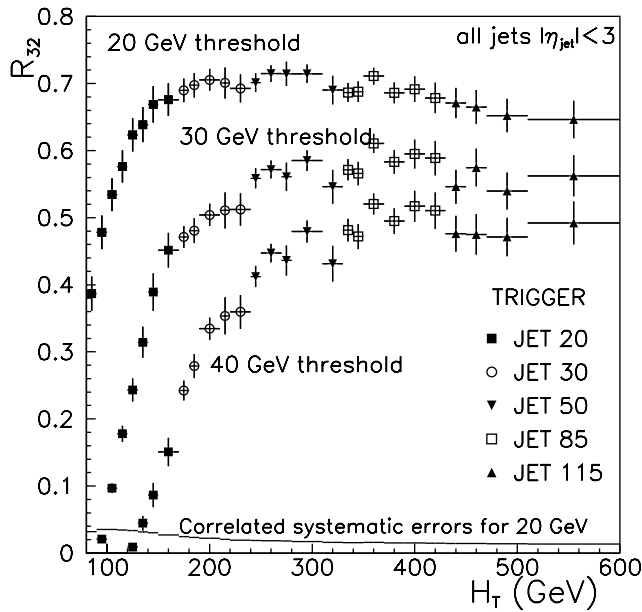 R32
0.8
0.7
0.6
0.5
0.4
0.3
0.2
0.1
0
20 GeV threshold
all jets |ηjet|<3
30 GeV threshold
40 GeV threshold
TRIGGER
JET 20
JET 30
JET 50
JET 85
JET 115
Correlated systematic errors for 20 GeV
100 200 300 400 500 600
HT (GeV)